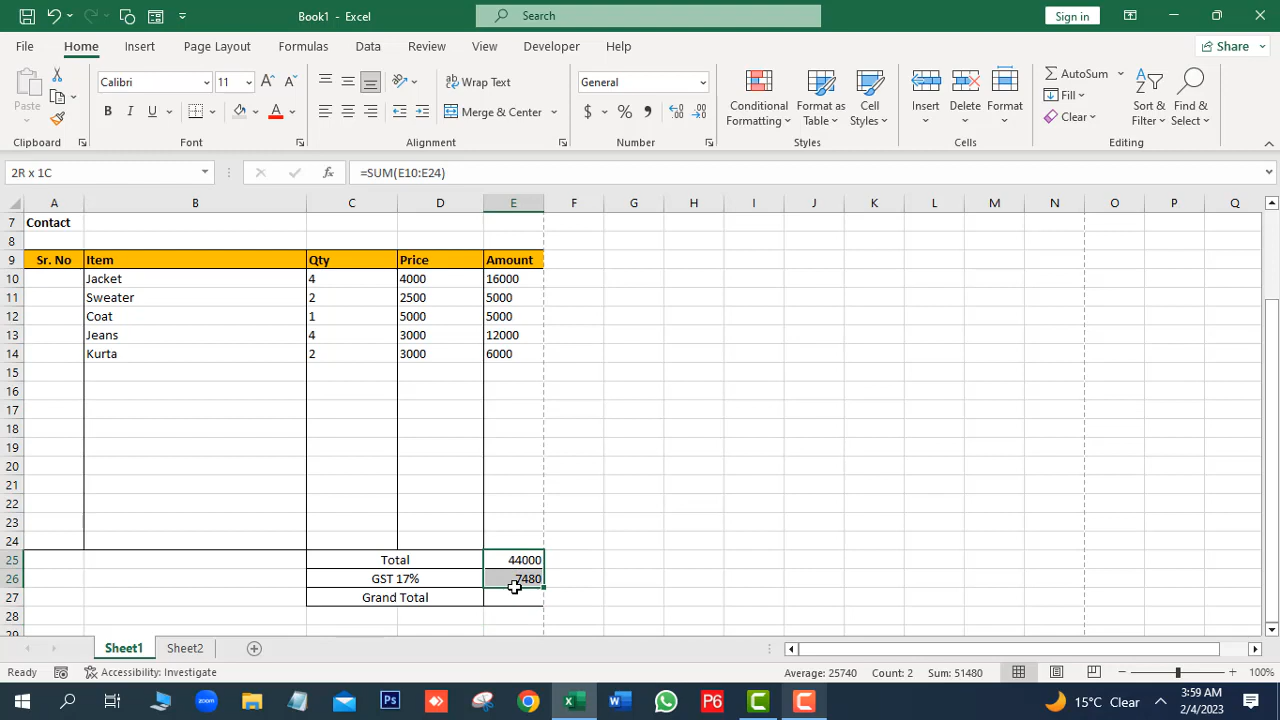 Book1 - Excel
Search
Sign in
File Home Insert Page Layout Formulas Data Review View Developer Help
Share
Paste
Calibri 11 A A
B I U A
Wrap Text
Merge & Center
General
$ % ,
Conditional Formatting
Format as Table
Cell Styles
Insert
Delete
Format
AutoSum
Fill
Clear
Sort & Filter
Find & Select
Clipboard Font Alignment Number Styles Cells Editing
2R x 1C fx =SUM(E10:E24)
A B C D E F G H I J K L M N O P Q
7 Contact
8
9 Sr. No Item Qty Price Amount
10 Jacket 4 4000 16000
11 Sweater 2 2500 5000
12 Coat 1 5000 5000
13 Jeans 4 3000 12000
14 Kurta 2 3000 6000
15
16
17
18
19
20
21
22
23
24
25 Total 44000
26 GST 17% 7480
27 Grand Total
28
29
Sheet1 Sheet2
Ready Accessibility: Investigate Average: 25740 Count: 2 Sum: 51480 100%
zoom Ps P6
15°C Clear
3:59 AM
2/4/2023